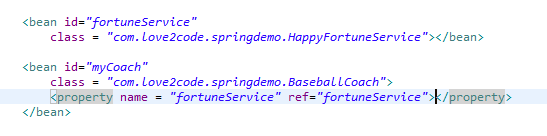 <bean id="fortuneService"
class = "com.love2code.springdemo.HappyFortuneService"></bean>
<bean id="myCoach"
class = "com.love2code.springdemo.BaseballCoach">
<property name = "fortuneService" ref="fortuneService"></property>
</bean>